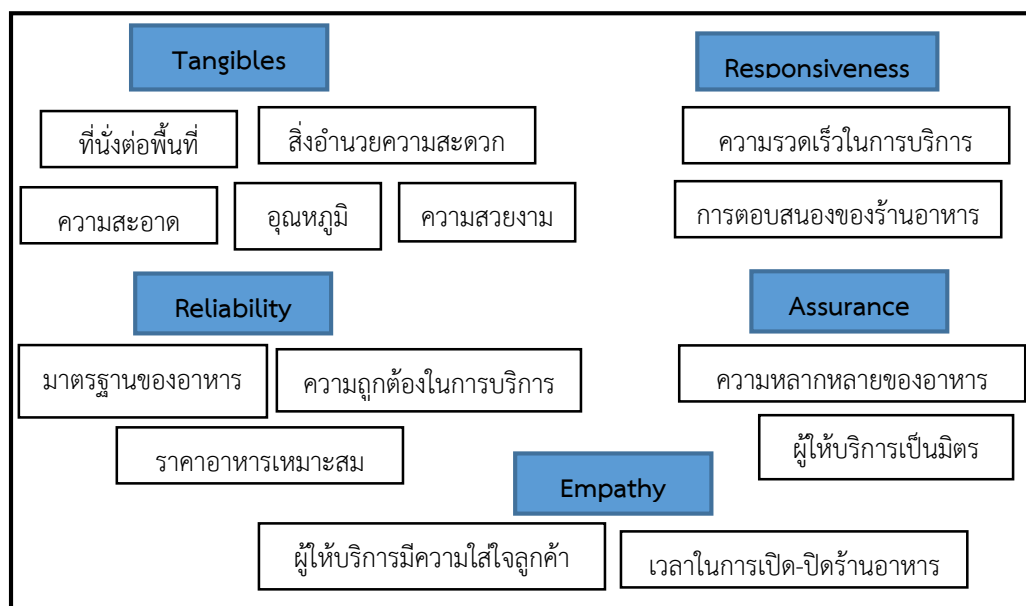 Tangibles
Responsiveness
ที่นั่งต่อพื้นที่
สิ่งอำนวยความสะดวก
ความรวดเร็วในการบริการ
ความสะอาด
อุณหภูมิ
ความสวยงาม
การตอบสนองของร้านอาหาร
Reliability
Assurance
มาตรฐานของอาหาร
ความถูกต้องในการบริการ
ความหลากหลายของอาหาร
ราคาอาหารเหมาะสม
ผู้ให้บริการเป็นมิตร
Empathy
ผู้ให้บริการมีความใส่ใจลูกค้า
เวลาในการเปิด-ปิดร้านอาหาร